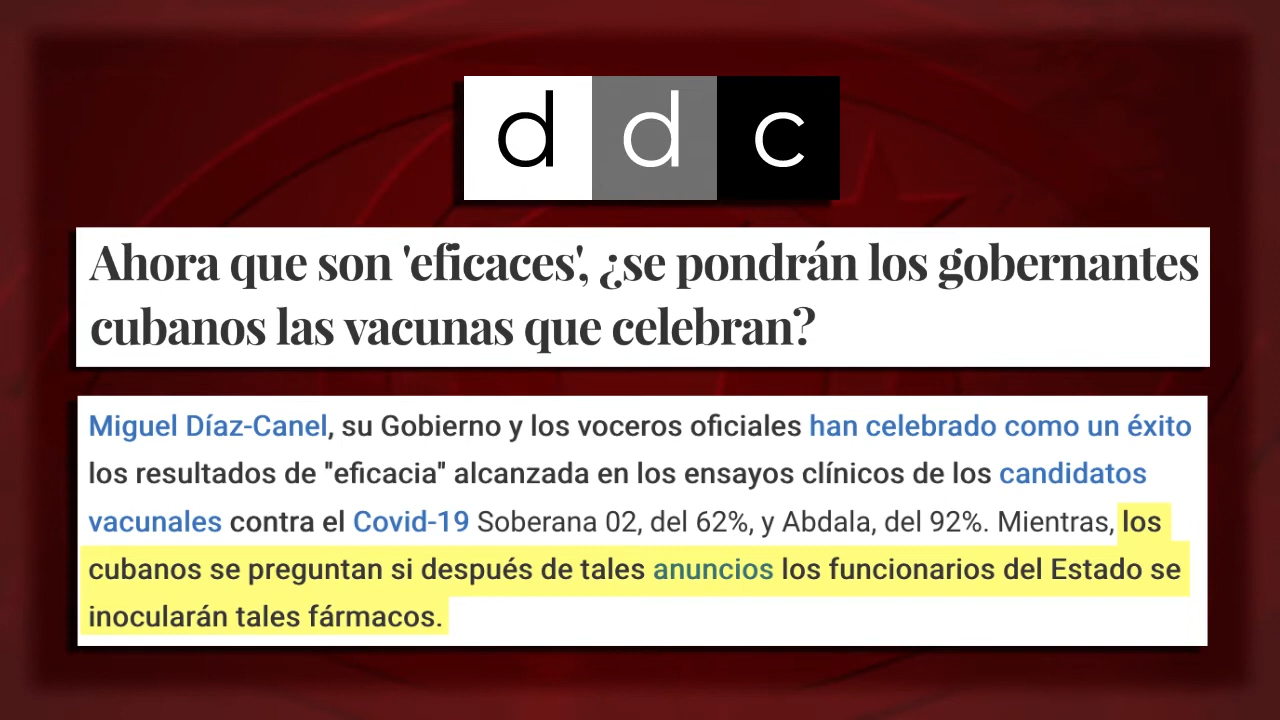 ddc
Ahora que son 'eficaces', ¿se pondrán los gobernantes
cubanos las vacunas que celebran?
Miguel Díaz-Canel, su Gobierno y los voceros oficiales han celebrado como un éxito
los resultados de "eficacia" alcanzada en los ensayos clínicos de los candidatos
vacunales contra el Covid-19 Soberana 02, del 62%, y Abdala, del 92%. Mientras, los
cubanos se preguntan si después de tales anuncios los funcionarios del Estado se
inocularán tales fármacos.